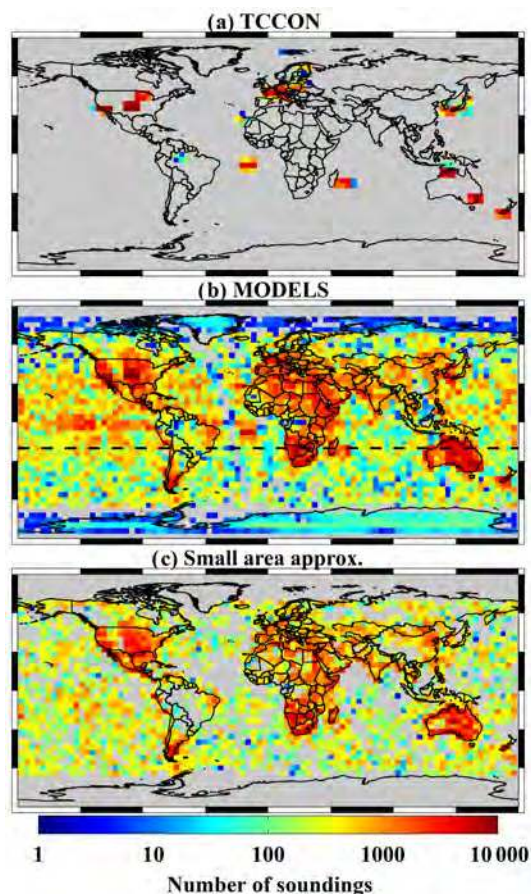 (a) TCCON
(b) MODELS
(c) Small area approx.
1 10 100 1000 10 000
Number of soundings